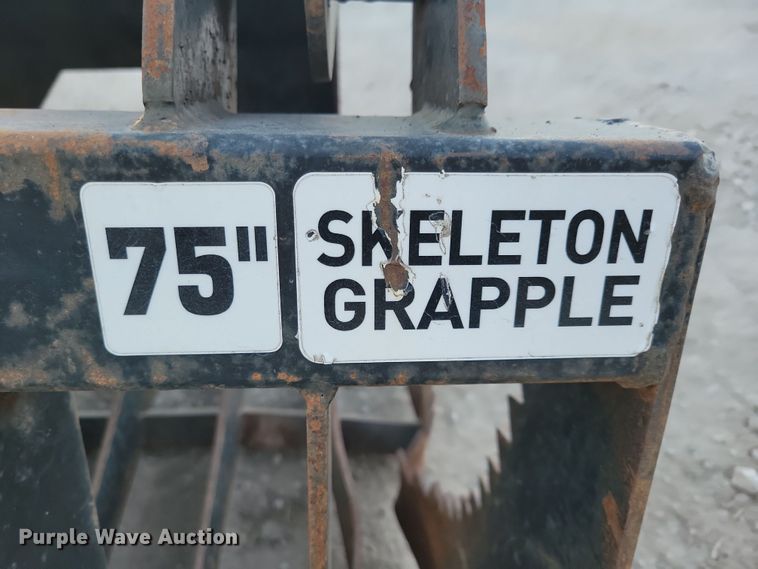 75"
SKELETON
GRAPPLE
Purple Wave Auction